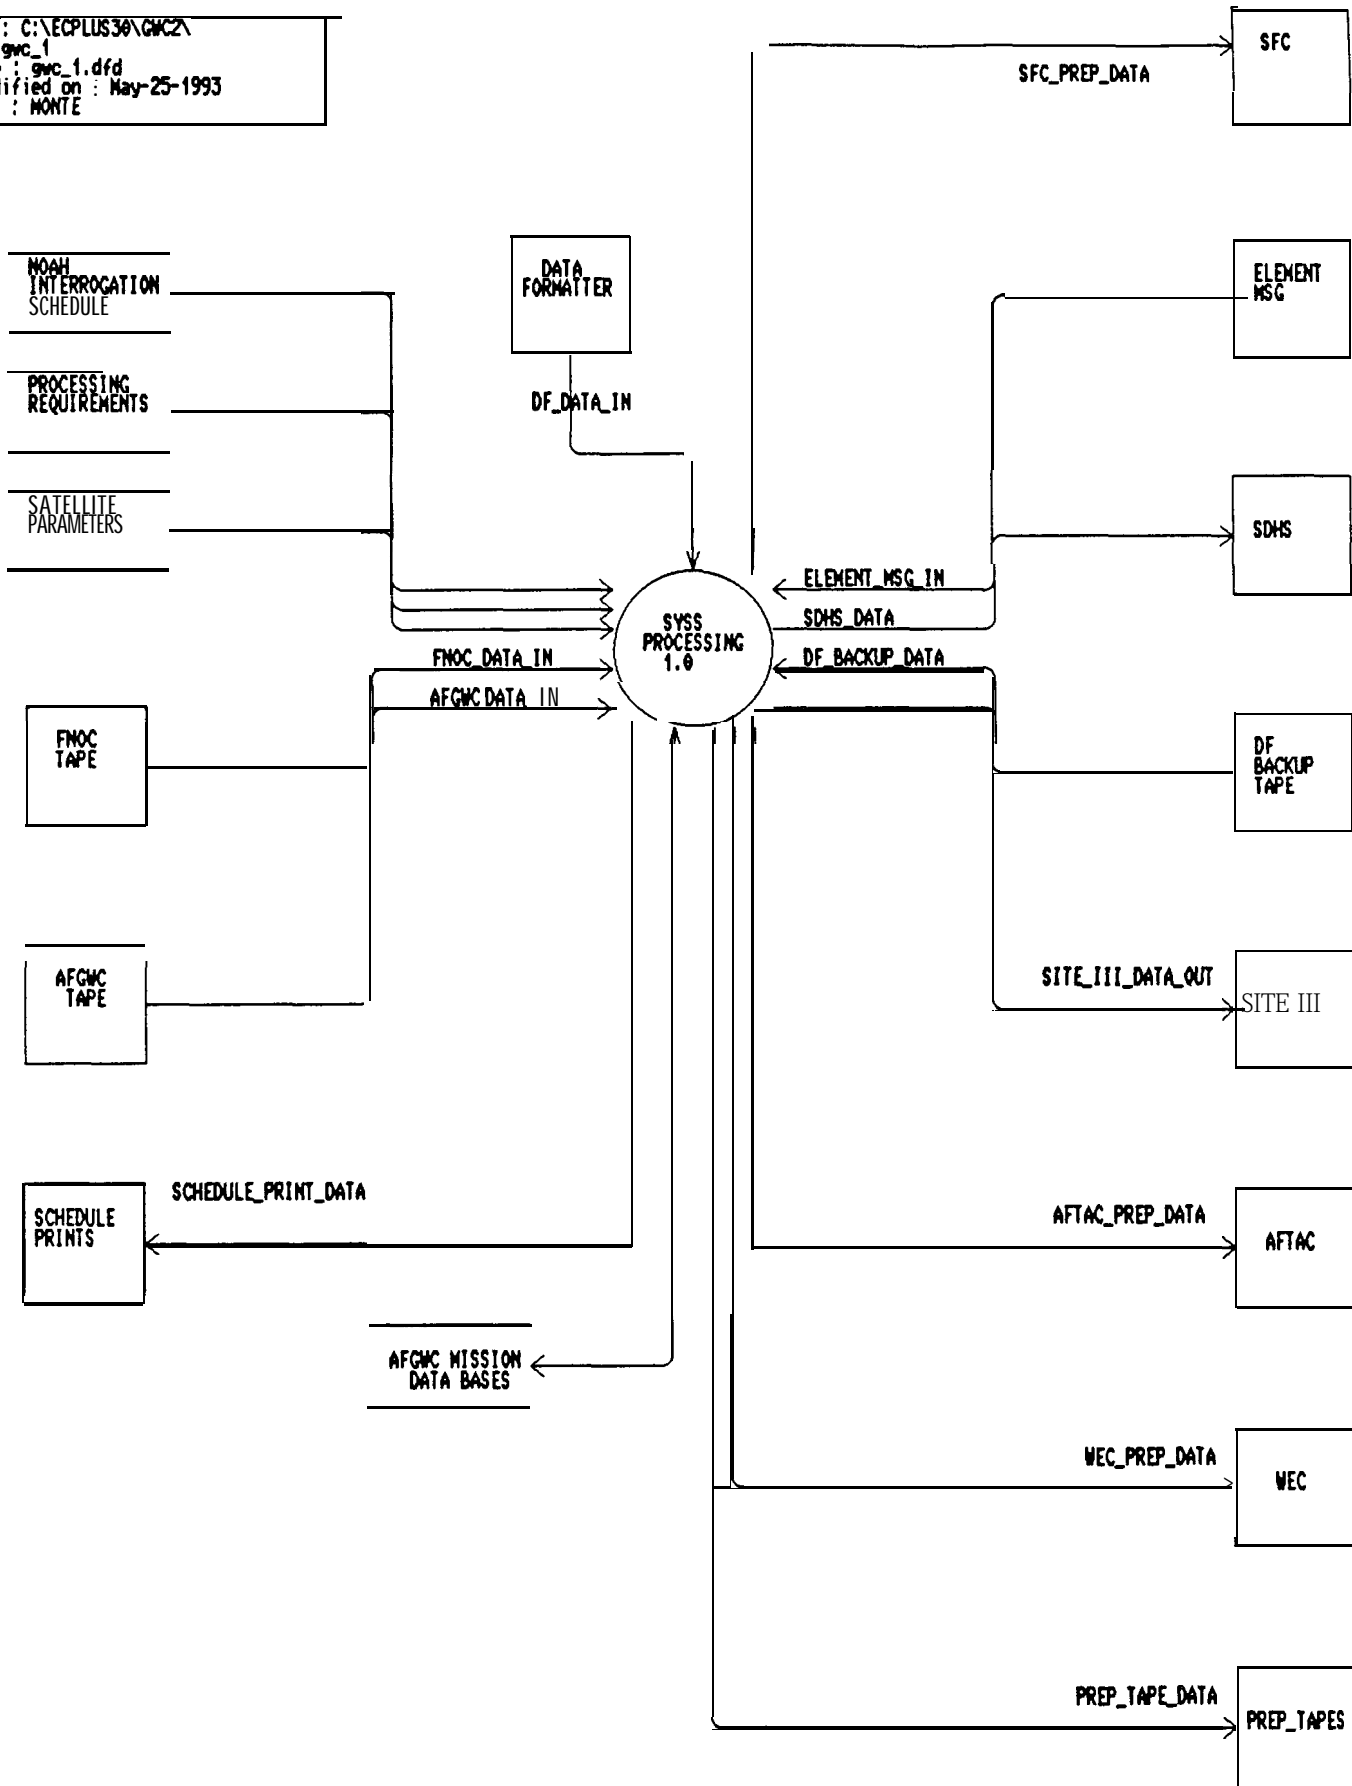 : C:\ECPLUS30\GWC2\
gwc_1
: gwc_1.dfd
ified on : May-25-1993
: MONTE
SFC
SFC_PREP_DATA
NOAH
INTERROGATION
SCHEDULE
DATA
FORMATTER
ELEMENT
MSG
PROCESSING
REQUIREMENTS
DF_DATA_IN
SATELLITE
PARAMETERS
SDHS
ELEMENT_MSG_IN
SDHS_DATA
SYSS
PROCESSING
1.0
FNOC_DATA_IN
DF_BACKUP_DATA
AFGWC DATA IN
FNOC
TAPE
DF
BACKUP
TAPE
AFGWC
TAPE
SITE_III_DATA_OUT
SITE III
SCHEDULE_PRINT_DATA
SCHEDULE
PRINTS
AFTAC_PREP_DATA
AFTAC
AFGWC MISSION
DATA BASES
WEC_PREP_DATA
WEC
PREP_TAPE_DATA
PREP_TAPES